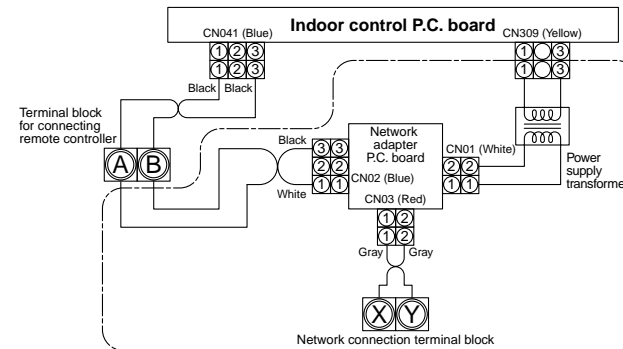 Indoor control P.C. board
CN041 (Blue)
CN309 (Yellow)
1 2 3
1 2 3
1 3
1 3
Black Black
Terminal block
for connecting
remote controller
A B
Network
adapter
P.C. board
Black
3 3
2 2
1 1
CN02 (Blue)
White
CN01 (White)
2 2
1 1
Power
supply
transforme
CN03 (Red)
1 2
1 2
Gray Gray
X Y
Network connection terminal block